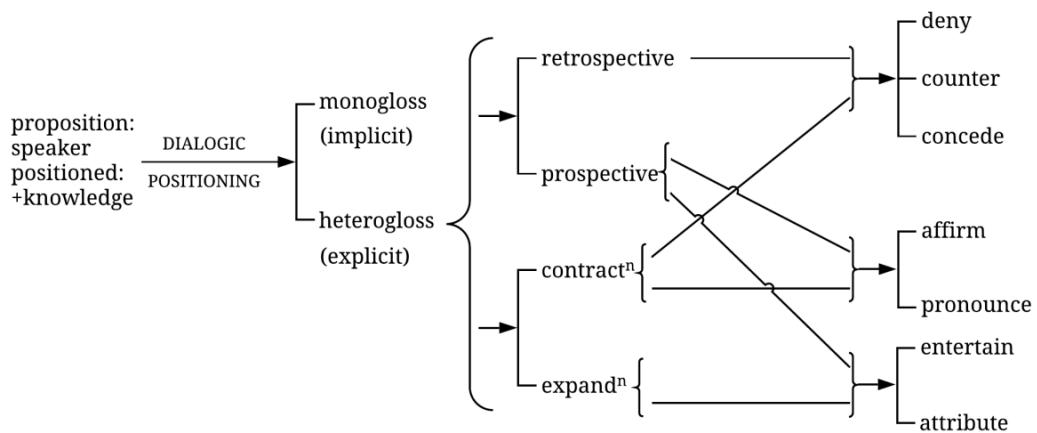 proposition:
speaker
positioned:
+knowledge
DIALOGIC
POSITIONING
monogloss
(implicit)
heterogloss
(explicit)
retrospective
prospective
contractⁿ
expandⁿ
deny
counter
concede
affirm
pronounce
entertain
attribute